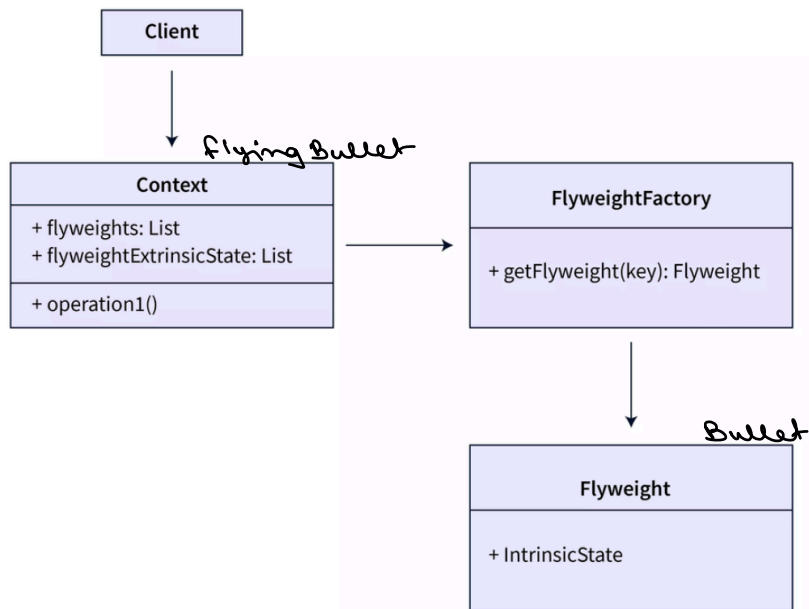 Client
Flying Bullet
Context
+ flyweights: List
+ flyweightExtrinsicState: List
+ operation1()
FlyweightFactory
+ getFlyweight(key): Flyweight
Bullet
Flyweight
+ IntrinsicState